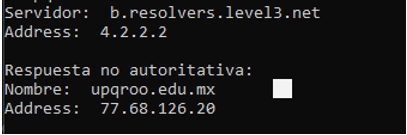 Servidor:  b.resolvers.level3.net
Address:  4.2.2.2
Respuesta no autoritativa:
Nombre:  upqroo.edu.mx
Address:  77.68.126.20